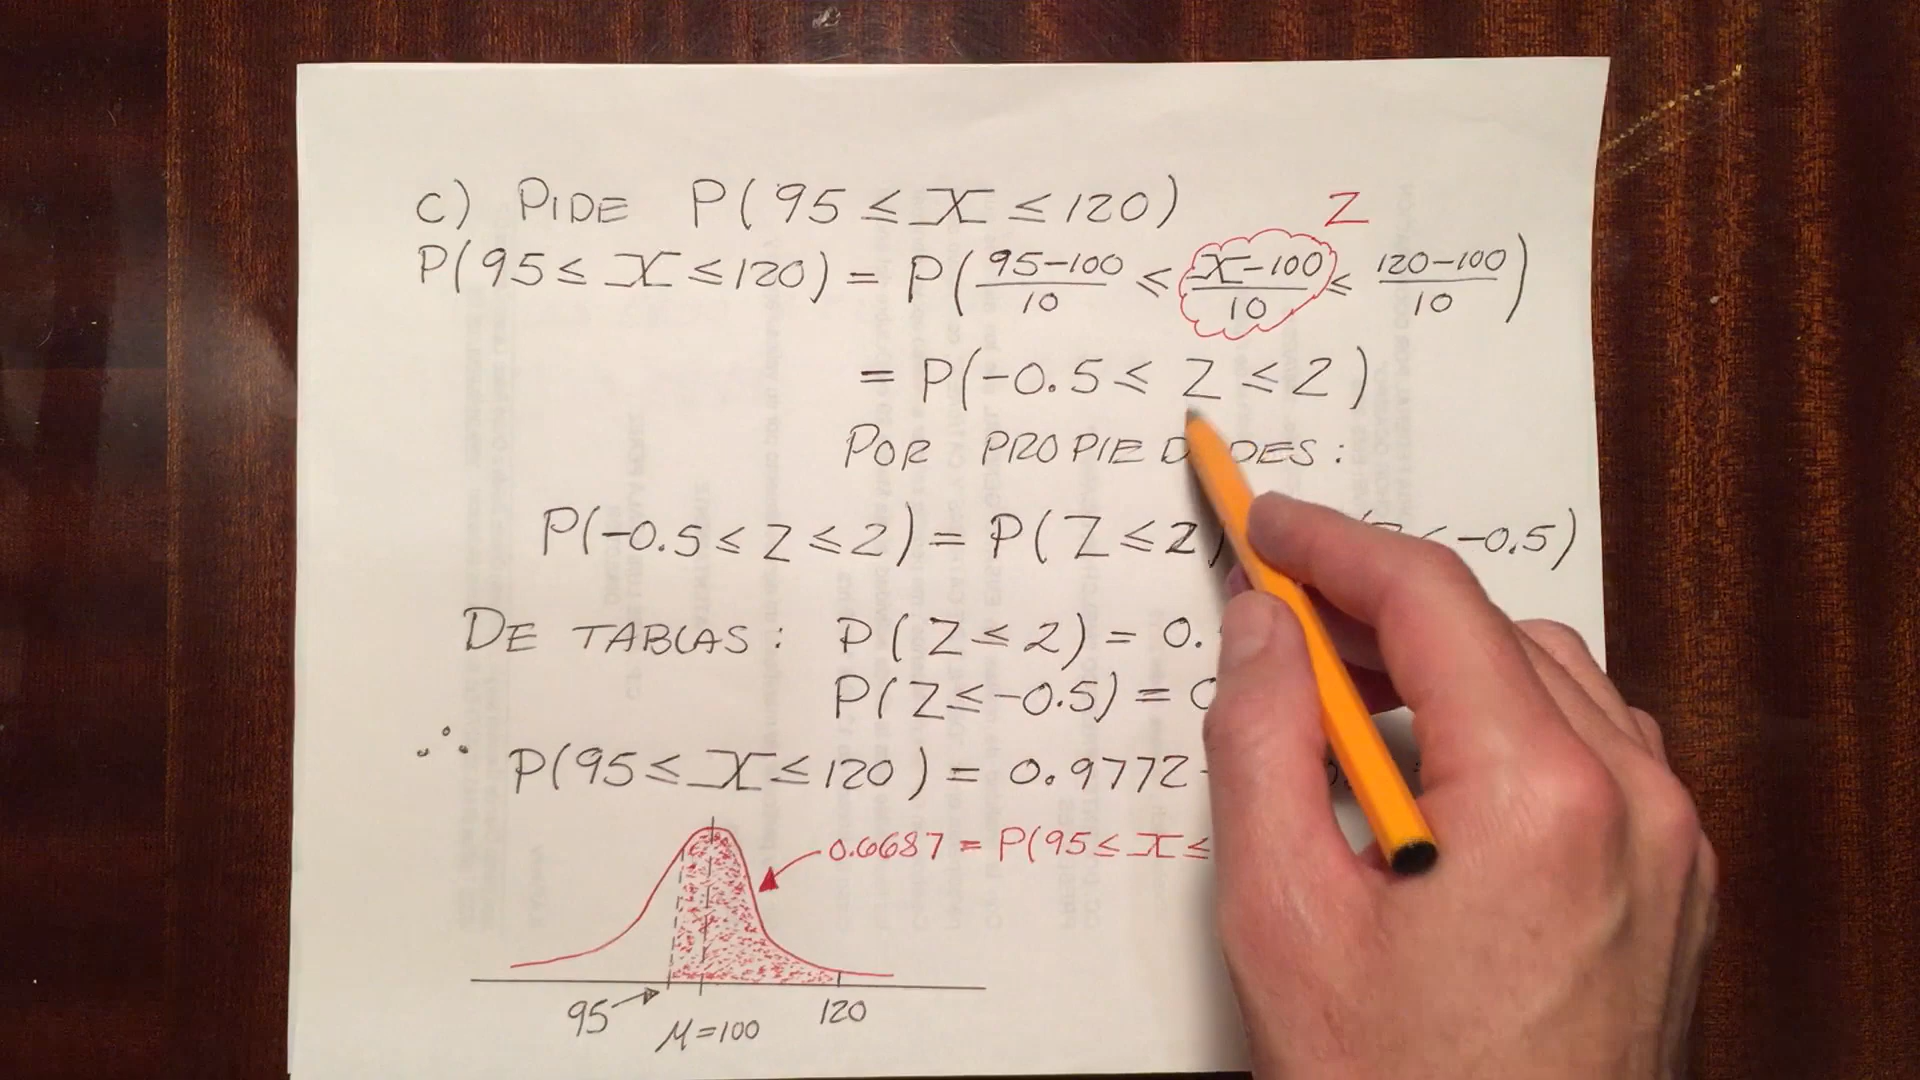 C) PIDE P(95 ≤ X ≤ 120)
Z
P(95 ≤ X ≤ 120) = P( (95-100)/10 ≤ (X-100)/10 ≤ (120-100)/10 )
= P(-0.5 ≤ Z ≤ 2)
POR PROPIE D DES:
P(-0.5 ≤ Z ≤ 2) = P(Z ≤ 2) -0.5)
DE TABLAS: P(Z ≤ 2) = 0.
P(Z ≤ -0.5) = 0
∴ P(95 ≤ X ≤ 120) = 0.9772 -
0.6687 = P(95 ≤ X ≤
95 μ=100 120